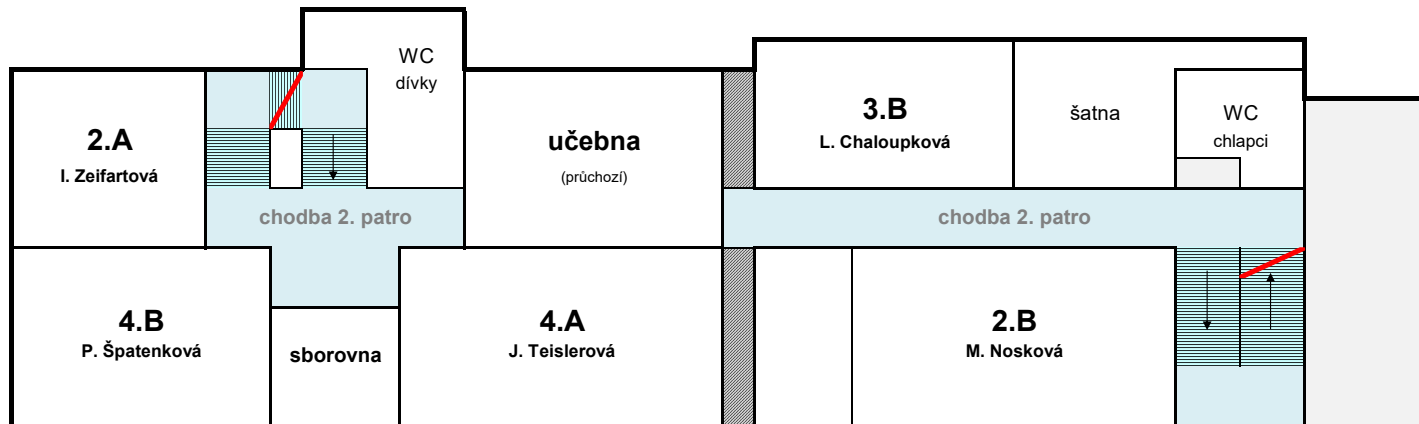 WC
dívky
2.A
I. Zeifartová
učebna
(průchozí)
3.B
L. Chaloupková
šatna
WC
chlapci
chodba 2. patro
chodba 2. patro
4.B
P. Špatenková
sborovna
4.A
J. Teislerová
2.B
M. Nosková